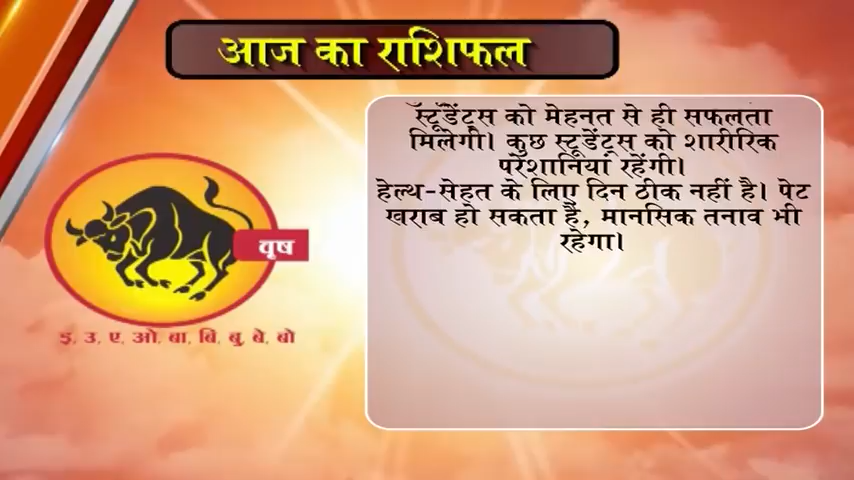 आज का राशिफल
स्टूडेंट्स को मेहनत से ही सफलता
मिलेगी। कुछ स्टूडेंट्स को शारीरिक
परेशानियां रहेंगी।
हेल्थ-सेहत के लिए दिन ठीक नहीं है। पेट
खराब हो सकता है, मानसिक तनाव भी
रहेगा।
वृष
इ, उ, ए, ओ, बा, बि, बु, बे, बो